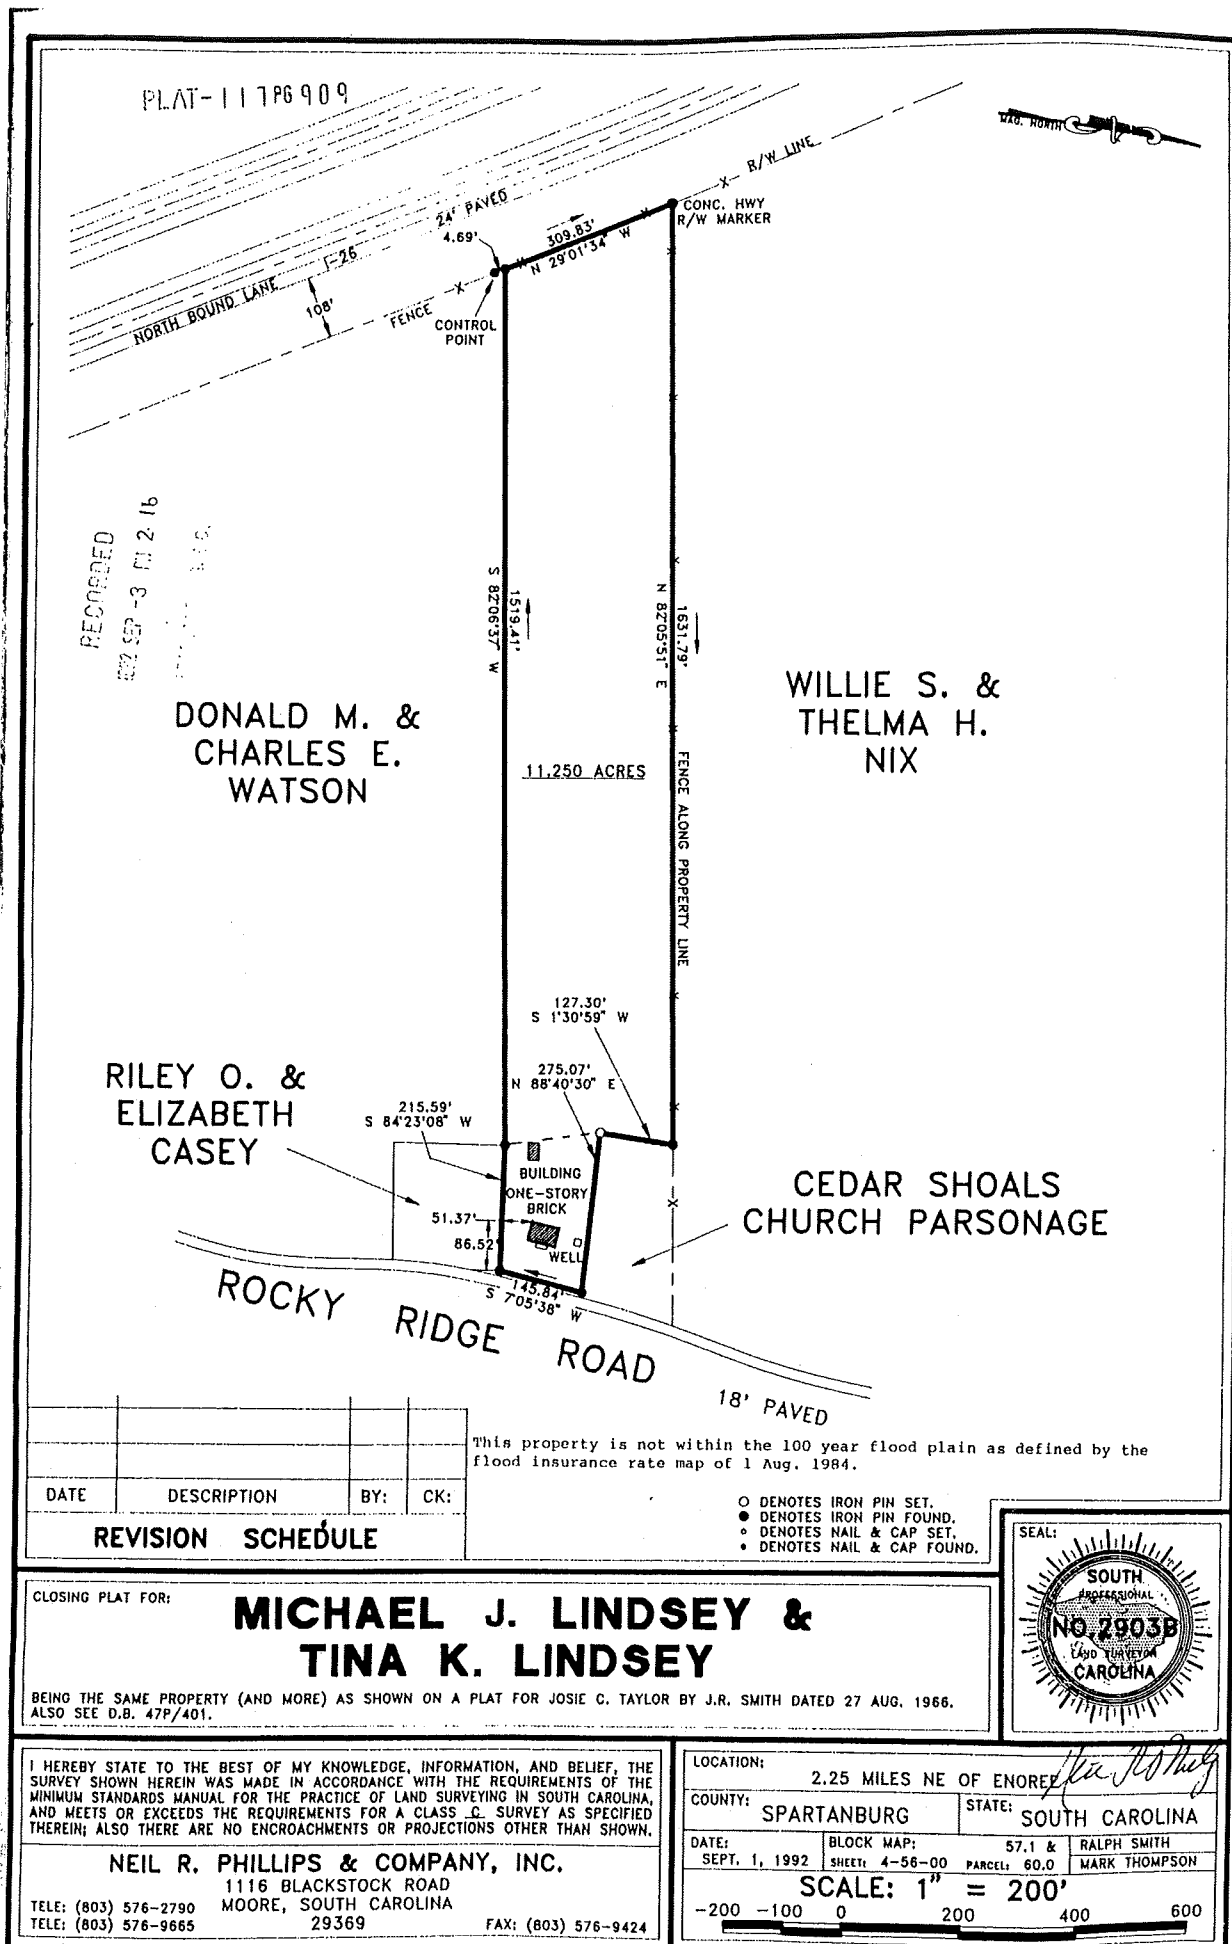 PLAT-117PG909
MAG. NORTH
R/W LINE
CONC. HWY
R/W MARKER
24' PAVED
4.69'
309.83'
N 29°01'34" W
I-26
NORTH BOUND LANE
108'
FENCE
CONTROL
POINT
RECORDED
SEP -3
2 16
S 82°06'37" W
1519.41'
N 82°05'51" E
1631.79'
DONALD M. &
CHARLES E.
WATSON
WILLIE S. &
THELMA H.
NIX
11.250 ACRES
FENCE ALONG PROPERTY LINE
127.30'
S 1°30'59" W
275.07'
N 88°40'30" E
RILEY O. &
ELIZABETH
CASEY
215.59'
S 84°23'08" W
BUILDING
ONE-STORY
BRICK
51.37'
86.52'
WELL
CEDAR SHOALS
CHURCH PARSONAGE
145.84'
S 7°05'38" W
ROCKY RIDGE ROAD
18' PAVED
This property is not within the 100 year flood plain as defined by the
flood insurance rate map of 1 Aug. 1984.
DATE DESCRIPTION BY: CK:
REVISION SCHEDULE
O DENOTES IRON PIN SET.
● DENOTES IRON PIN FOUND.
o DENOTES NAIL & CAP SET.
• DENOTES NAIL & CAP FOUND.
SEAL:
SOUTH
PROFESSIONAL
NO. 2903B
LAND SURVEYOR
CAROLINA
CLOSING PLAT FOR:
MICHAEL J. LINDSEY &
TINA K. LINDSEY
BEING THE SAME PROPERTY (AND MORE) AS SHOWN ON A PLAT FOR JOSIE C. TAYLOR BY J.R. SMITH DATED 27 AUG. 1966.
ALSO SEE D.B. 47P/401.
I HEREBY STATE TO THE BEST OF MY KNOWLEDGE, INFORMATION, AND BELIEF, THE
SURVEY SHOWN HEREIN WAS MADE IN ACCORDANCE WITH THE REQUIREMENTS OF THE
MINIMUM STANDARDS MANUAL FOR THE PRACTICE OF LAND SURVEYING IN SOUTH CAROLINA,
AND MEETS OR EXCEEDS THE REQUIREMENTS FOR A CLASS C SURVEY AS SPECIFIED
THEREIN; ALSO THERE ARE NO ENCROACHMENTS OR PROJECTIONS OTHER THAN SHOWN.
NEIL R. PHILLIPS & COMPANY, INC.
1116 BLACKSTOCK ROAD
TELE: (803) 576-2790 MOORE, SOUTH CAROLINA
TELE: (803) 576-9665 29369 FAX: (803) 576-9424
LOCATION:
2.25 MILES NE OF ENOREE
COUNTY: SPARTANBURG STATE: SOUTH CAROLINA
DATE: SEPT. 1, 1992
BLOCK MAP: 57.1 &
SHEET: 4-56-00 PARCEL: 60.0
RALPH SMITH
MARK THOMPSON
SCALE: 1" = 200'
-200 -100 0 200 400 600